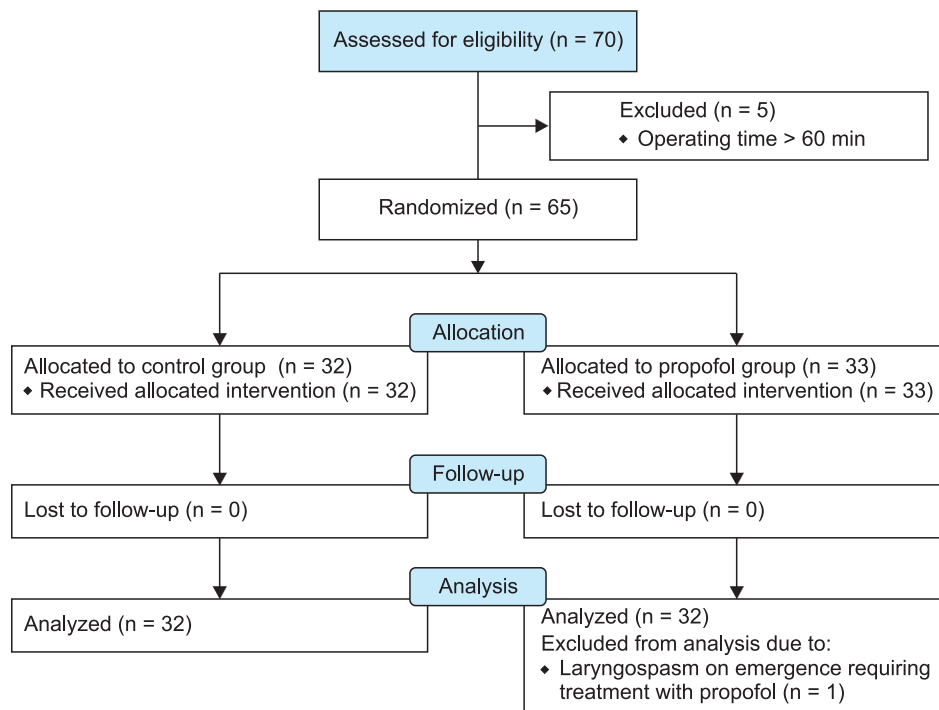 Assessed for eligibility (n = 70)
Excluded (n = 5)
◆ Operating time > 60 min
Randomized (n = 65)
Allocation
Allocated to control group (n = 32)
◆ Received allocated intervention (n = 32)
Allocated to propofol group (n = 33)
◆ Received allocated intervention (n = 33)
Follow-up
Lost to follow-up (n = 0)
Lost to follow-up (n = 0)
Analysis
Analyzed (n = 32)
Analyzed (n = 32)
Excluded from analysis due to:
◆ Laryngospasm on emergence requiring
treatment with propofol (n = 1)